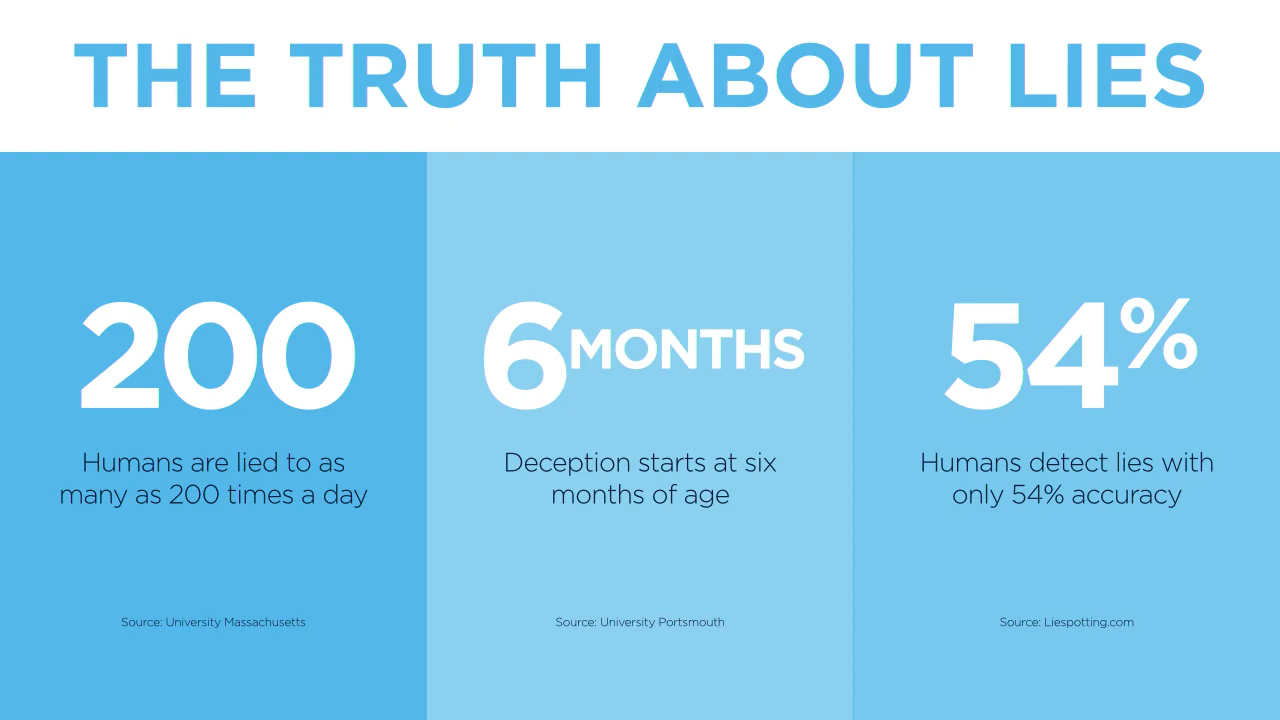 THE TRUTH ABOUT LIES
200
Humans are lied to as
many as 200 times a day
Source: University Massachusetts
6 MONTHS
Deception starts at six
months of age
Source: University Portsmouth
54%
Humans detect lies with
only 54% accuracy
Source: Liespotting.com